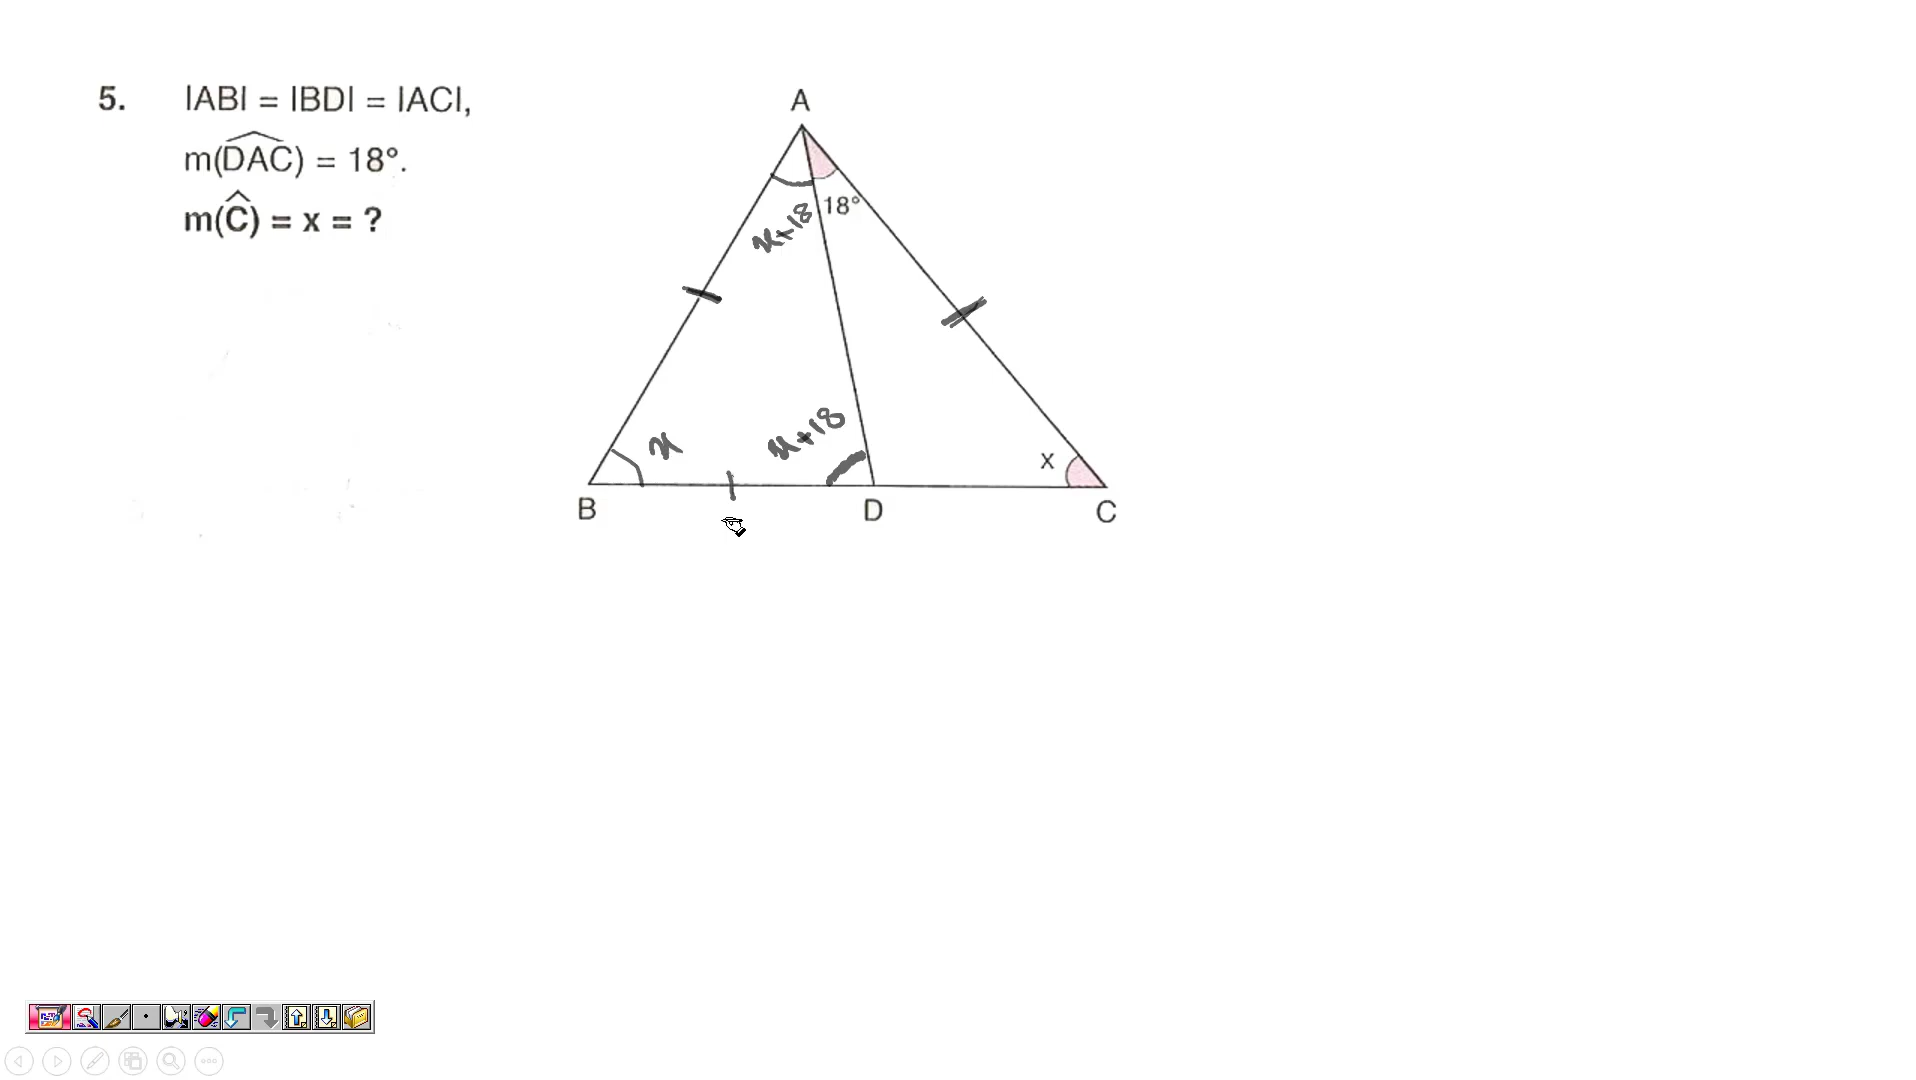 5. |AB| = |BD| = |AC|,
m(DAC) = 18°.
m(C) = x = ?
A
18°
x+18
x
x+18
x
B
D
C